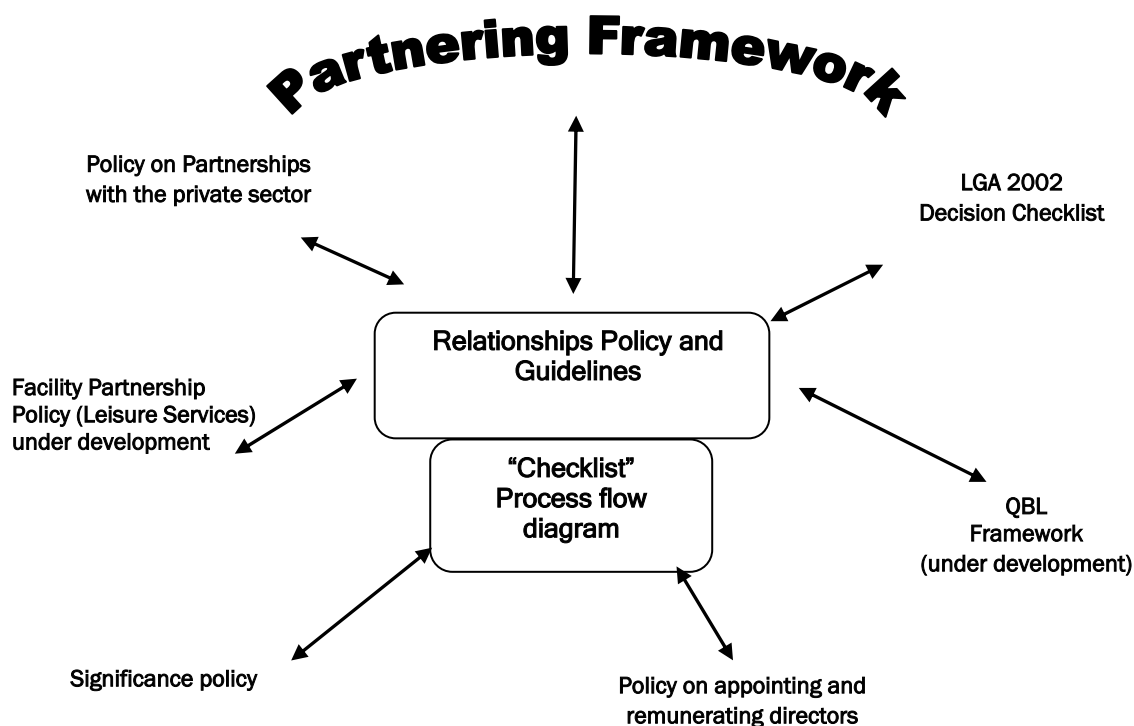 Partnering Framework
Policy on Partnerships
with the private sector
LGA 2002
Decision Checklist
Relationships Policy and
Guidelines
Facility Partnership
Policy (Leisure Services)
under development
“Checklist”
Process flow
diagram
QBL
Framework
(under development)
Significance policy
Policy on appointing and
remunerating directors